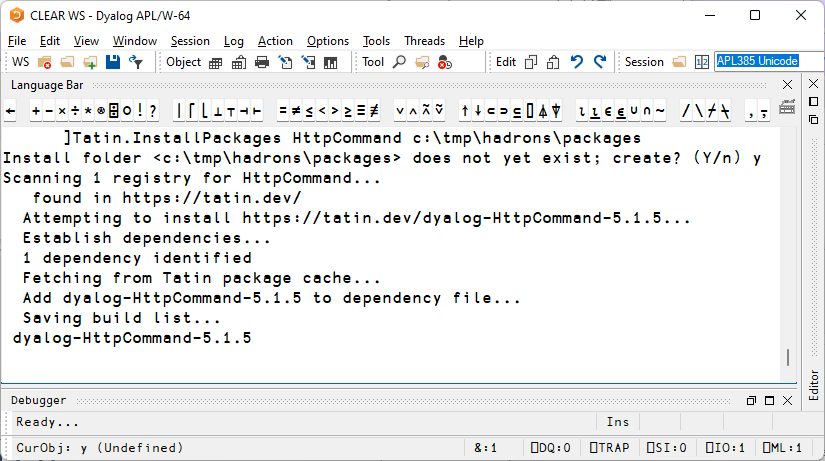 CLEAR WS - Dyalog APL/W-64
File Edit View Window Session Log Action Options Tools Threads Help
WS Object Tool Edit Session APL385 Unicode
Language Bar
← + - × ÷ * ⍟ ⌹ ○ ! ? | ⌈ ⌊ ⊥ ⊤ ⊣ ⊢ = ≠ ≤ < > ≥ ≡ ≢ ∨ ∧ ⍲ ⍱ ↑ ↓ ⊂ ⊃ ⊆ ⌷ ⍋ ⍒ ⍳ ⍸ ∊ ⍷ ∪ ∩ ~ / \ ⌿ ⍀ , ⍪
]Tatin.InstallPackages HttpCommand c:\tmp\hadrons\packages
Install folder <c:\tmp\hadrons\packages> does not yet exist; create? (Y/n) y
Scanning 1 registry for HttpCommand...
found in https://tatin.dev/
Attempting to install https://tatin.dev/dyalog-HttpCommand-5.1.5...
Establish dependencies...
1 dependency identified
Fetching from Tatin package cache...
Add dyalog-HttpCommand-5.1.5 to dependency file...
Saving build list...
dyalog-HttpCommand-5.1.5
Editor
Debugger
Ready... Ins
CurObj: y (Undefined) &:1 ⎕DQ:0 ⎕TRAP ⎕SI:0 ⎕IO:1 ⎕ML:1